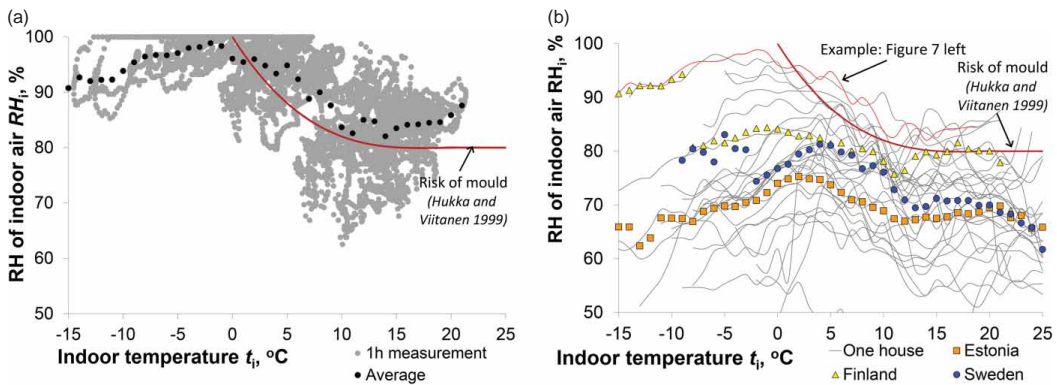 (a)
100
90
80
70
60
50
RH of indoor air RHi, %
-15 -10 -5 0 5 10 15 20 25
Indoor temperature ti, oC
Risk of mould
(Hukka and
Viitanen 1999)
1h measurement
Average
(b)
100
90
80
70
60
50
RH of indoor air RHi, %
-15 -10 -5 0 5 10 15 20 25
Indoor temperature ti, oC
Example: Figure 7 left
Risk of mould
(Hukka and
Viitanen 1999)
One house
Estonia
Finland
Sweden